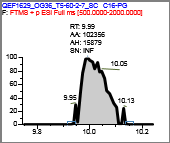 QEF1629_OG36_T5-60-2-7_SC C16-PG
F: FTMS + p ESI Full ms [500.0000-2000.0000]
RT: 9.99
AA: 102356
AH: 15879
SN: INF
100
80
60
40
20
0
10.05
9.95
10.13
9.8 10.0 10.2